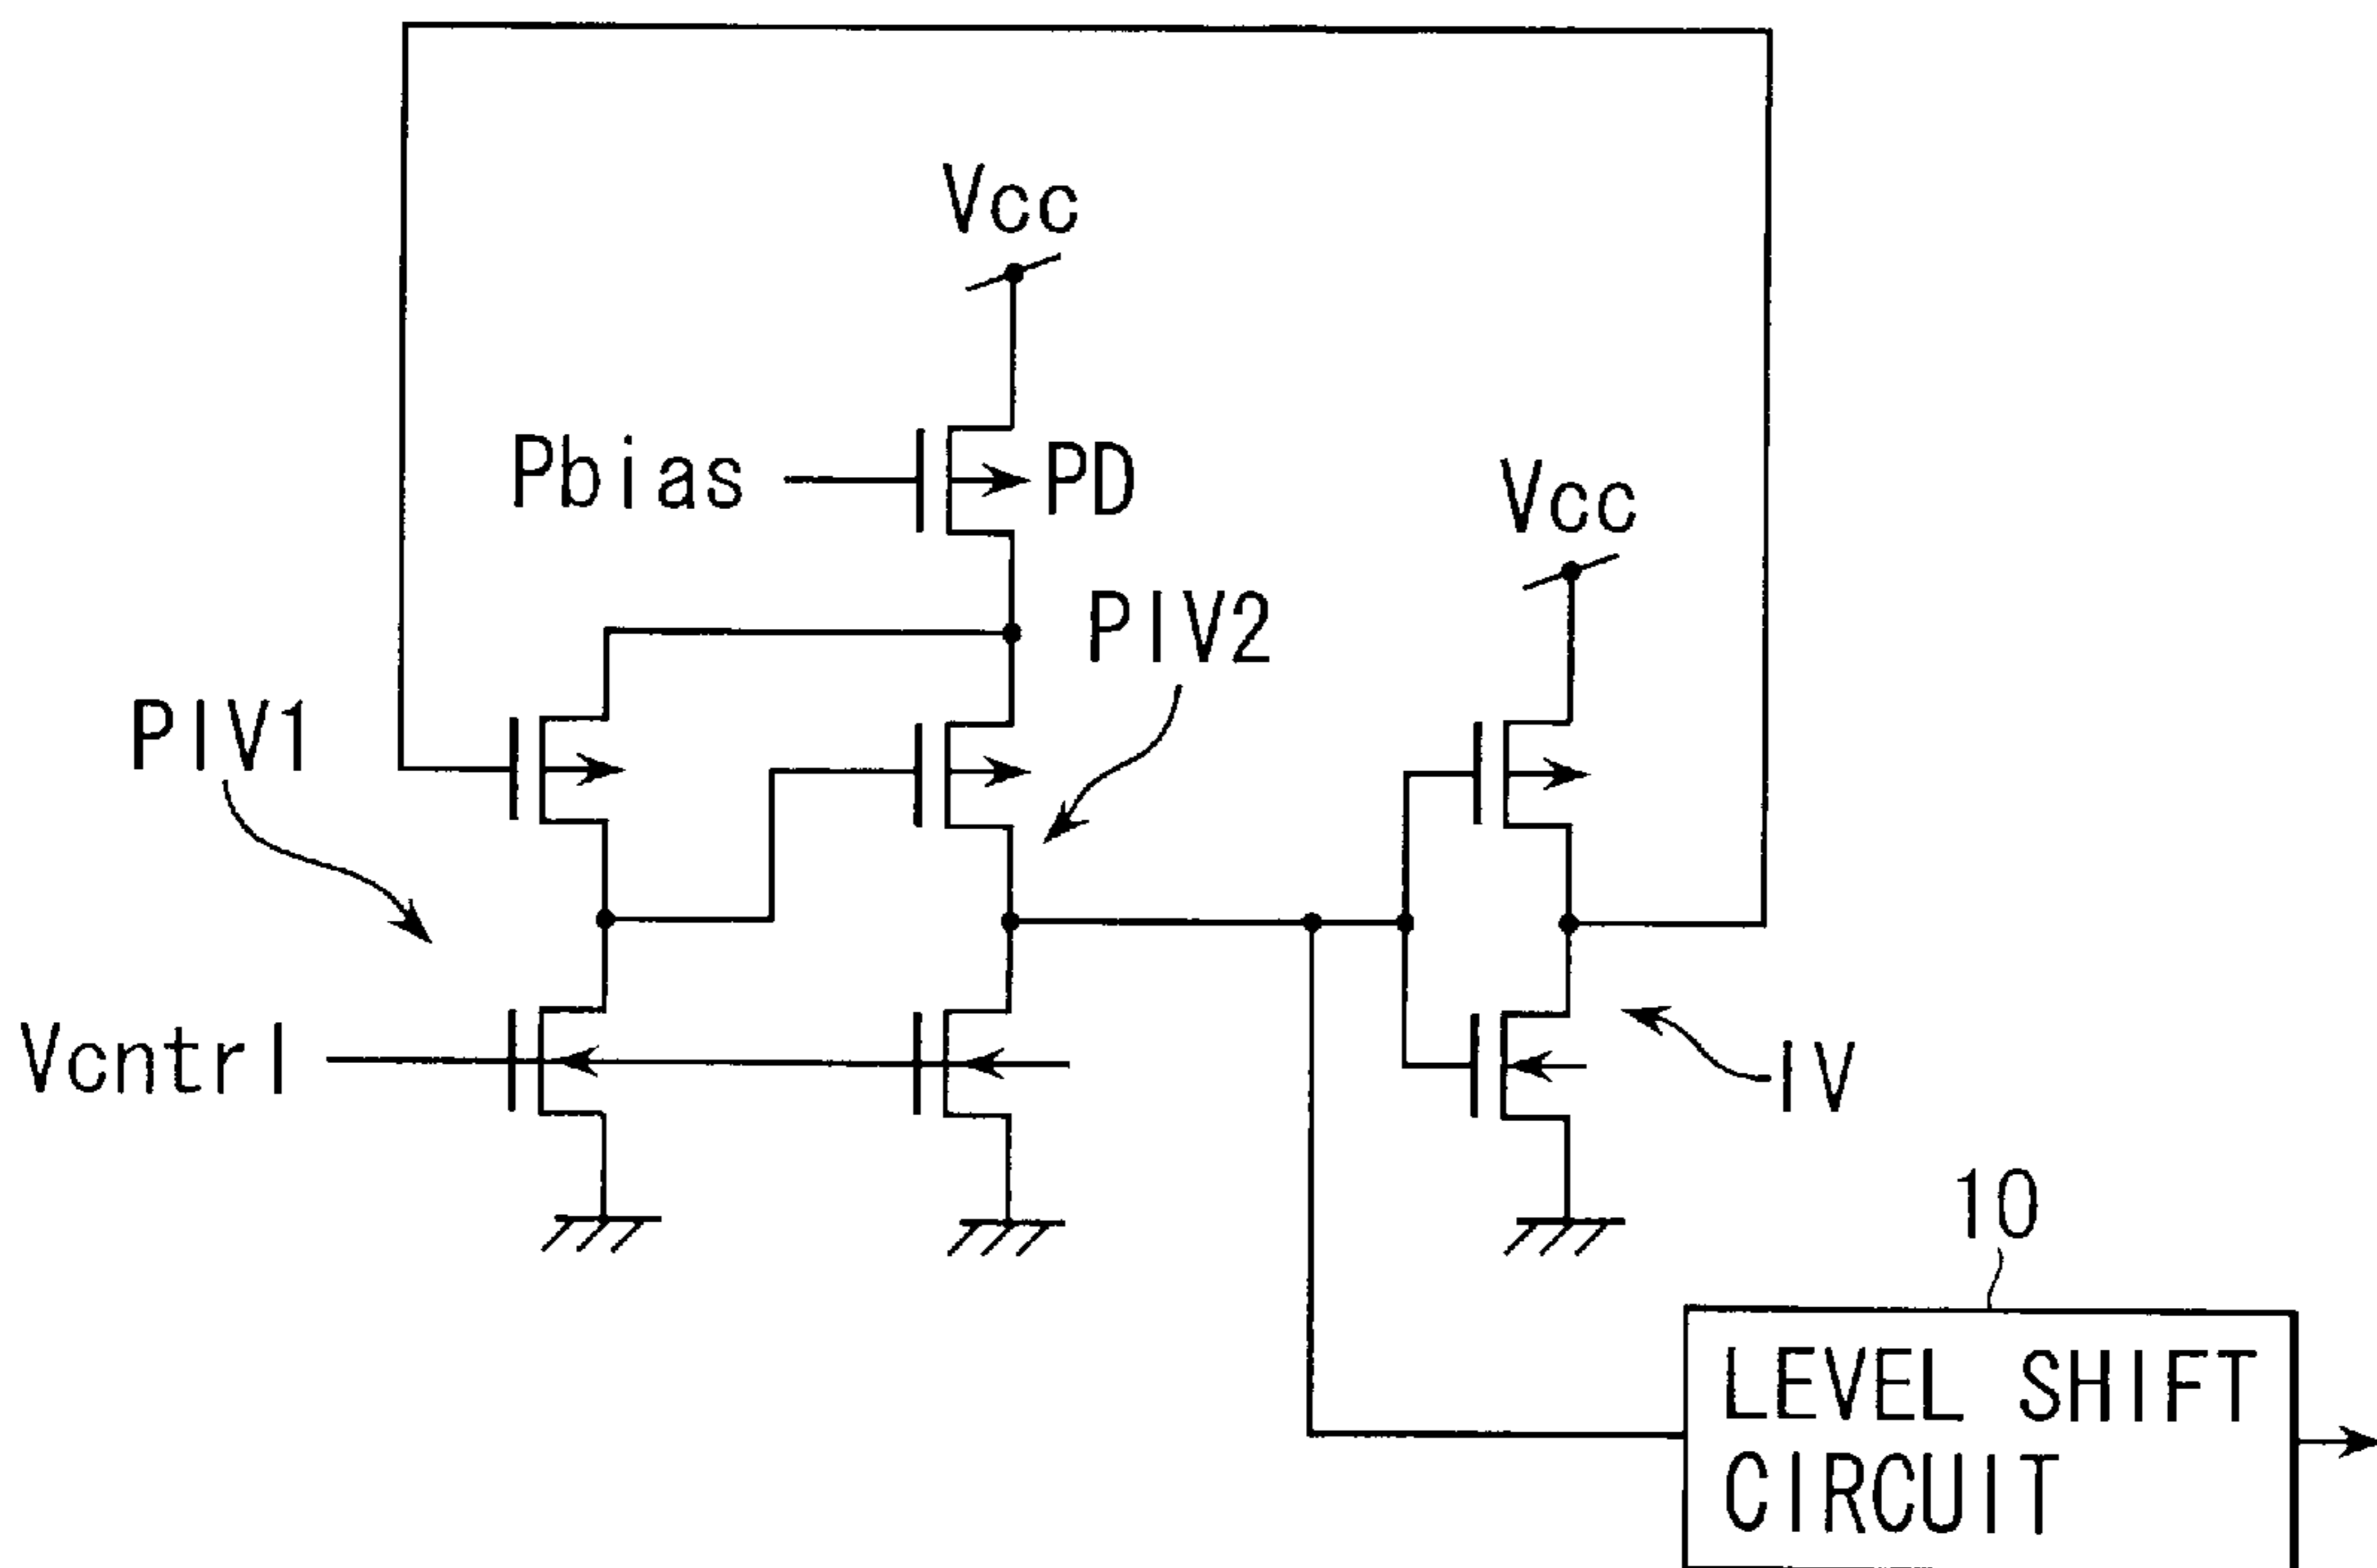 Vcc
Pbias
PD
Vcc
PIV2
PIV1
Vcntrl
IV
10
LEVEL SHIFT
CIRCUIT